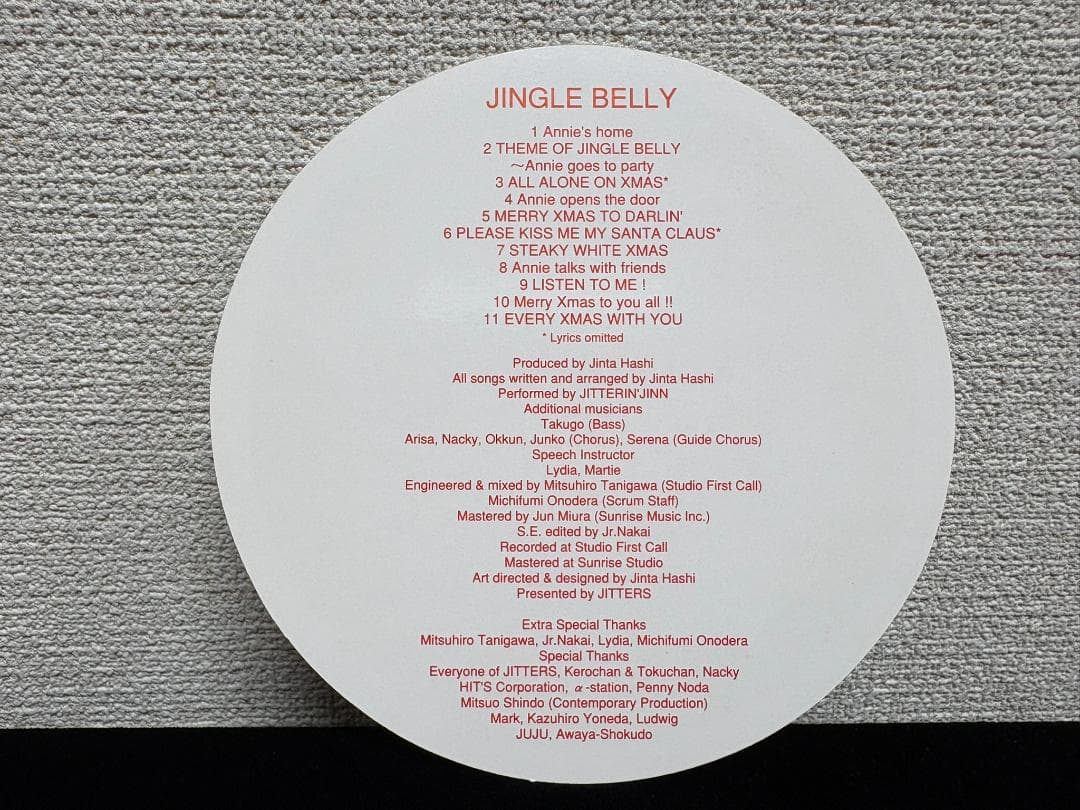 JINGLE BELLY
1 Annie's home
2 THEME OF JINGLE BELLY
～Annie goes to party
3 ALL ALONE ON XMAS*
4 Annie opens the door
5 MERRY XMAS TO DARLIN'
6 PLEASE KISS ME MY SANTA CLAUS*
7 STEAKY WHITE XMAS
8 Annie talks with friends
9 LISTEN TO ME !
10 Merry Xmas to you all !!
11 EVERY XMAS WITH YOU
* Lyrics omitted
Produced by Jinta Hashi
All songs written and arranged by Jinta Hashi
Performed by JITTERIN'JINN
Additional musicians
Takugo (Bass)
Arisa, Nacky, Okkun, Junko (Chorus), Serena (Guide Chorus)
Speech Instructor
Lydia, Martie
Engineered & mixed by Mitsuhiro Tanigawa (Studio First Call)
Michifumi Onodera (Scrum Staff)
Mastered by Jun Miura (Sunrise Music Inc.)
S.E. edited by Jr.Nakai
Recorded at Studio First Call
Mastered at Sunrise Studio
Art directed & designed by Jinta Hashi
Presented by JITTERS
Extra Special Thanks
Mitsuhiro Tanigawa, Jr.Nakai, Lydia, Michifumi Onodera
Special Thanks
Everyone of JITTERS, Kerochan & Tokuchan, Nacky
HIT'S Corporation, α-station, Penny Noda
Mitsuo Shindo (Contemporary Production)
Mark, Kazuhiro Yoneda, Ludwig
JUJU, Awaya-Shokudo